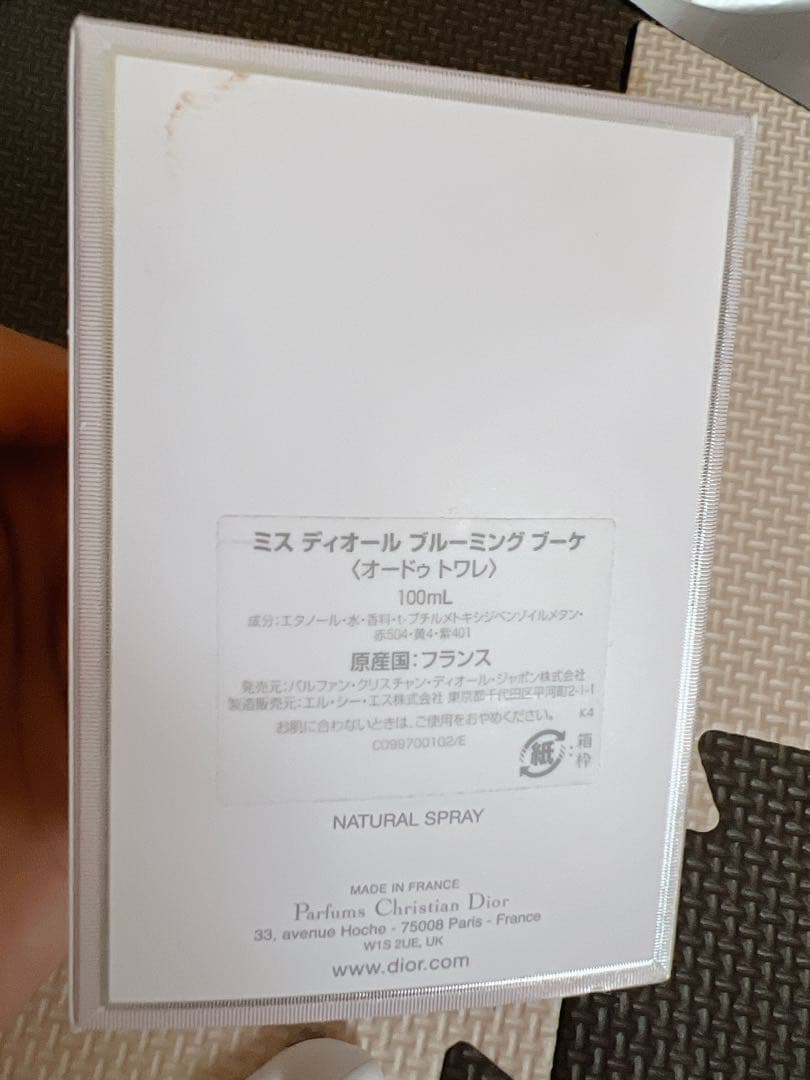 ミス ディオール ブルーミング ブーケ
〈オードゥ トワレ〉
100mL
成分:エタノール・水・香料・t-ブチルメトキシジベンゾイルメタン・
赤504・黄4・紫401
原産国:フランス
発売元:パルファン・クリスチャン・ディオール・ジャポン株式会社
製造販売元:エル・シー・エス株式会社 東京都千代田区平河町2-1-1
お肌に合わないときは、ご使用をおやめください。 K4
C099700102/E
紙:箱
枠
NATURAL SPRAY
MADE IN FRANCE
Parfums Christian Dior
33, avenue Hoche - 75008 Paris - France
W1S 2UE, UK
www.dior.com